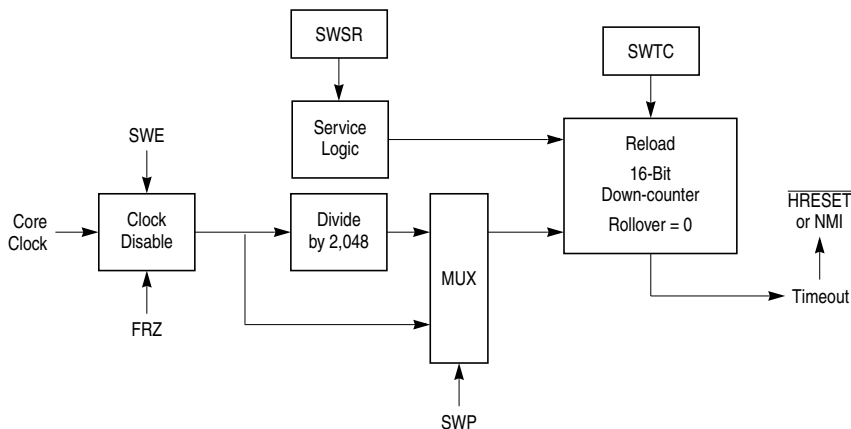 SWSR
SWTC
Service
Logic
Reload
16-Bit
Down-counter
Rollover = 0
SWE
Core
Clock
Clock
Disable
Divide
by 2,048
MUX
HRESET
or NMI
Timeout
FRZ
SWP